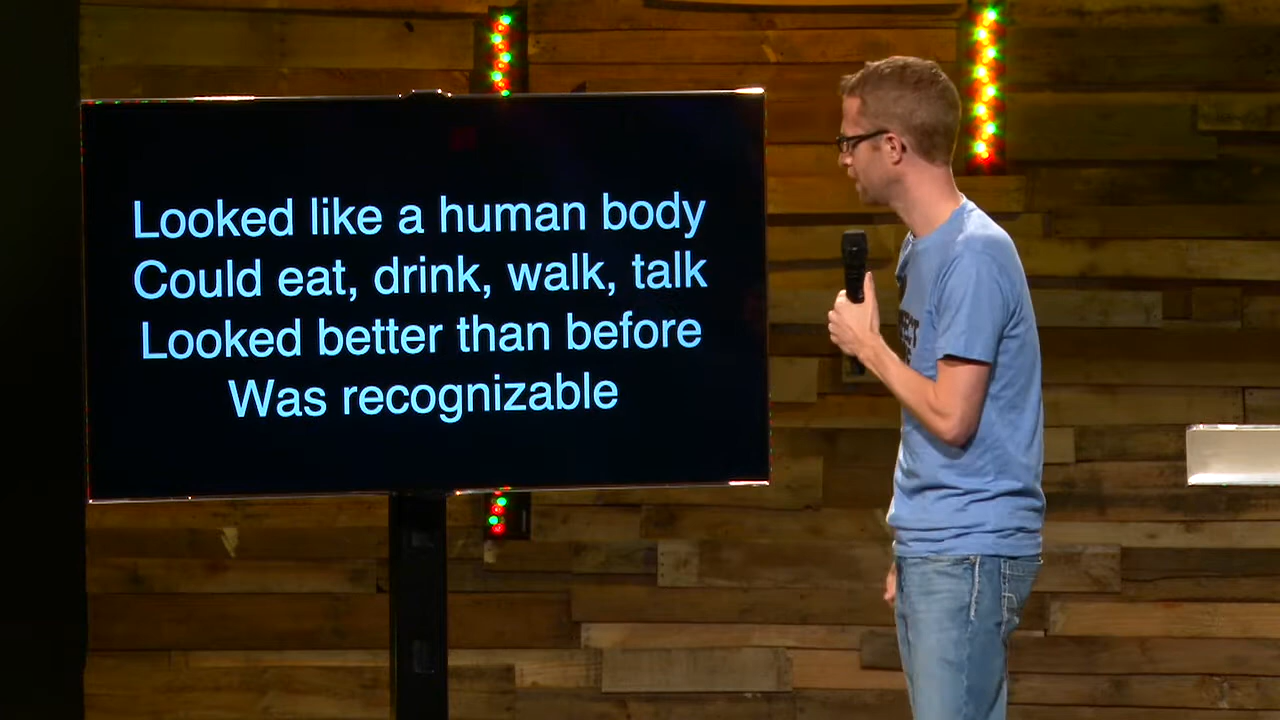 Looked like a human body
Could eat, drink, walk, talk
Looked better than before
Was recognizable